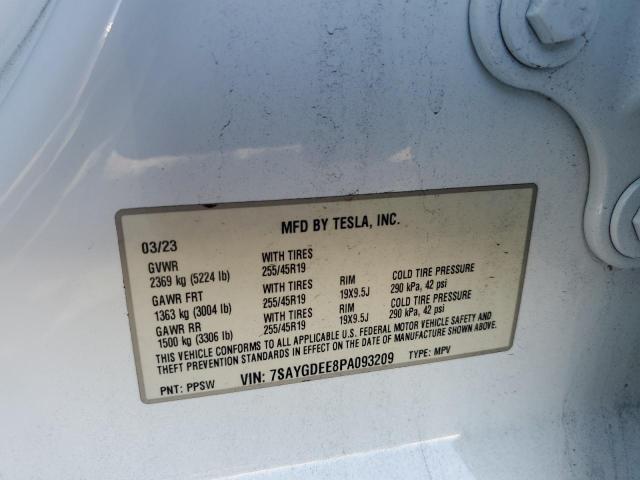 MFD BY TESLA, INC.
03/23
GVWR WITH TIRES
2369 kg (5224 lb) 255/45R19
GAWR FRT WITH TIRES RIM COLD TIRE PRESSURE
1363 kg (3004 lb) 255/45R19 19X9.5J 290 kPa, 42 psi
GAWR RR WITH TIRES RIM COLD TIRE PRESSURE
1500 kg (3306 lb) 255/45R19 19X9.5J 290 kPa, 42 psi
THIS VEHICLE CONFORMS TO ALL APPLICABLE U.S. FEDERAL MOTOR VEHICLE SAFETY AND
THEFT PREVENTION STANDARDS IN EFFECT ON THE DATE OF MANUFACTURE SHOWN ABOVE.
PNT: PPSW VIN: 7SAYGDEE8PA093209 TYPE: MPV